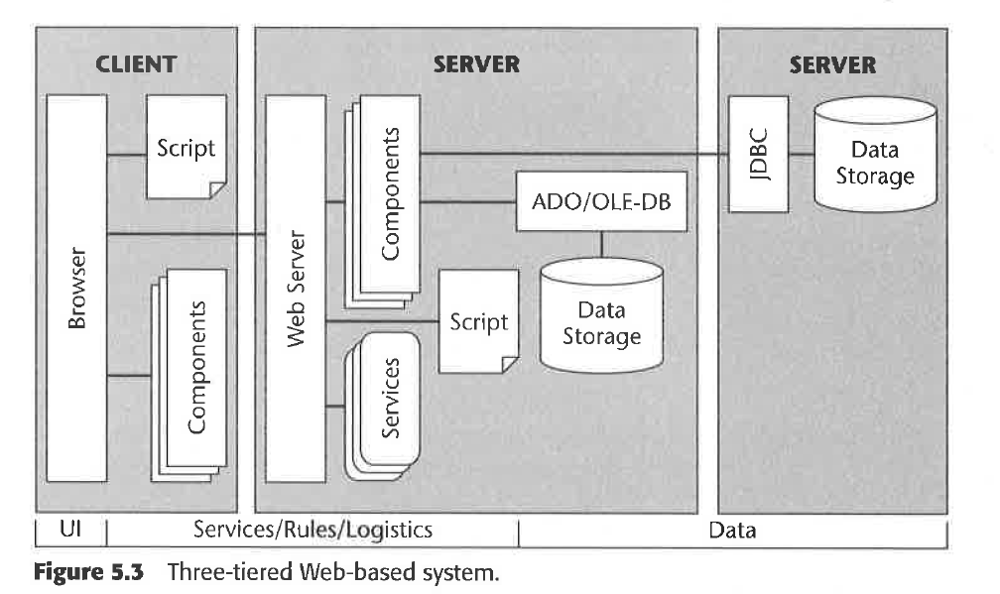 CLIENT
SERVER
SERVER
Browser
Script
Components
Web Server
Components
Script
Services
ADO/OLE-DB
Data
Storage
JDBC
Data
Storage
UI
Services/Rules/Logistics
Data
Figure 5.3 Three-tiered Web-based system.